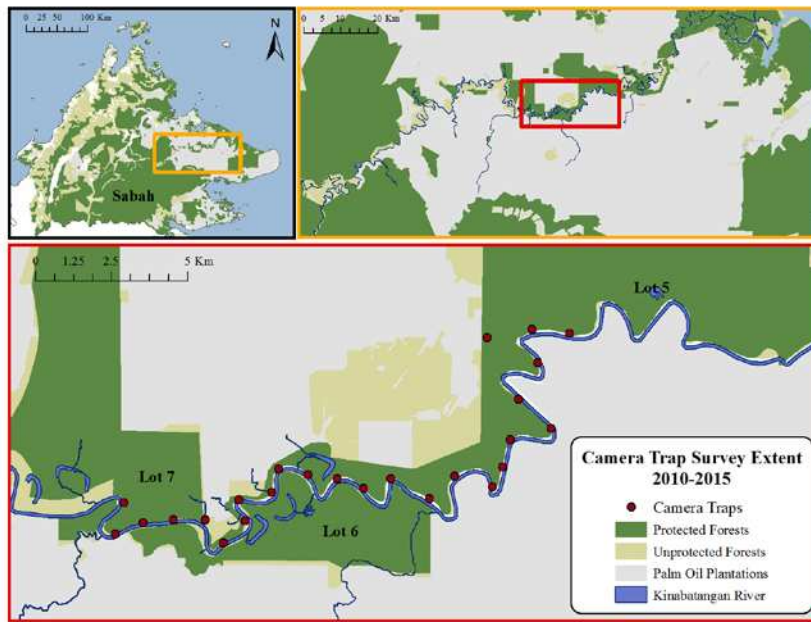 0 25 50 100 Km
N
Sabah
0 10 20 Km
0 1.25 2.5 5 Km
Lot 5
Lot 7
Lot 6
Camera Trap Survey Extent
2010-2015
Camera Traps
Protected Forests
Unprotected Forests
Palm Oil Plantations
Kinabatangan River